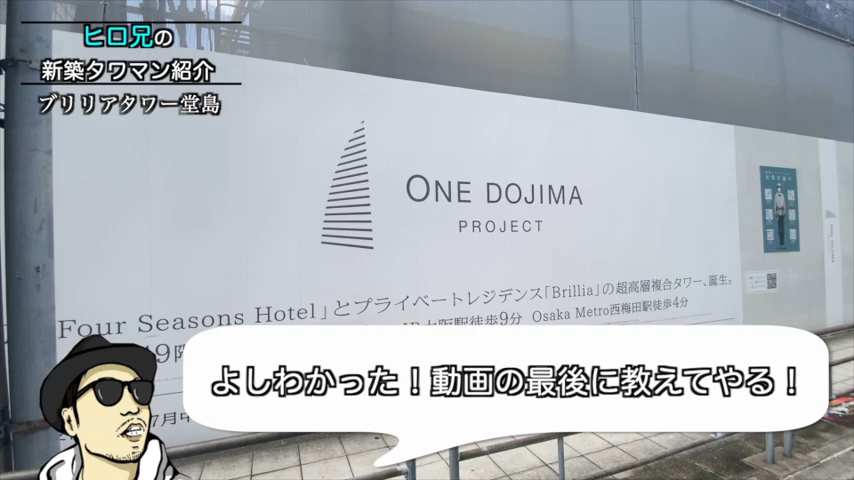 ヒロ兄の
新築タワマン紹介
ブリリアタワー堂島
ONE DOJIMA
PROJECT
Four Seasons Hotel」とプライベートレジデンス「Brillia」の超高層複合タワー、誕生。
JR大阪駅徒歩9分 Osaka Metro西梅田駅徒歩4分
よしわかった!動画の最後に教えてやる!